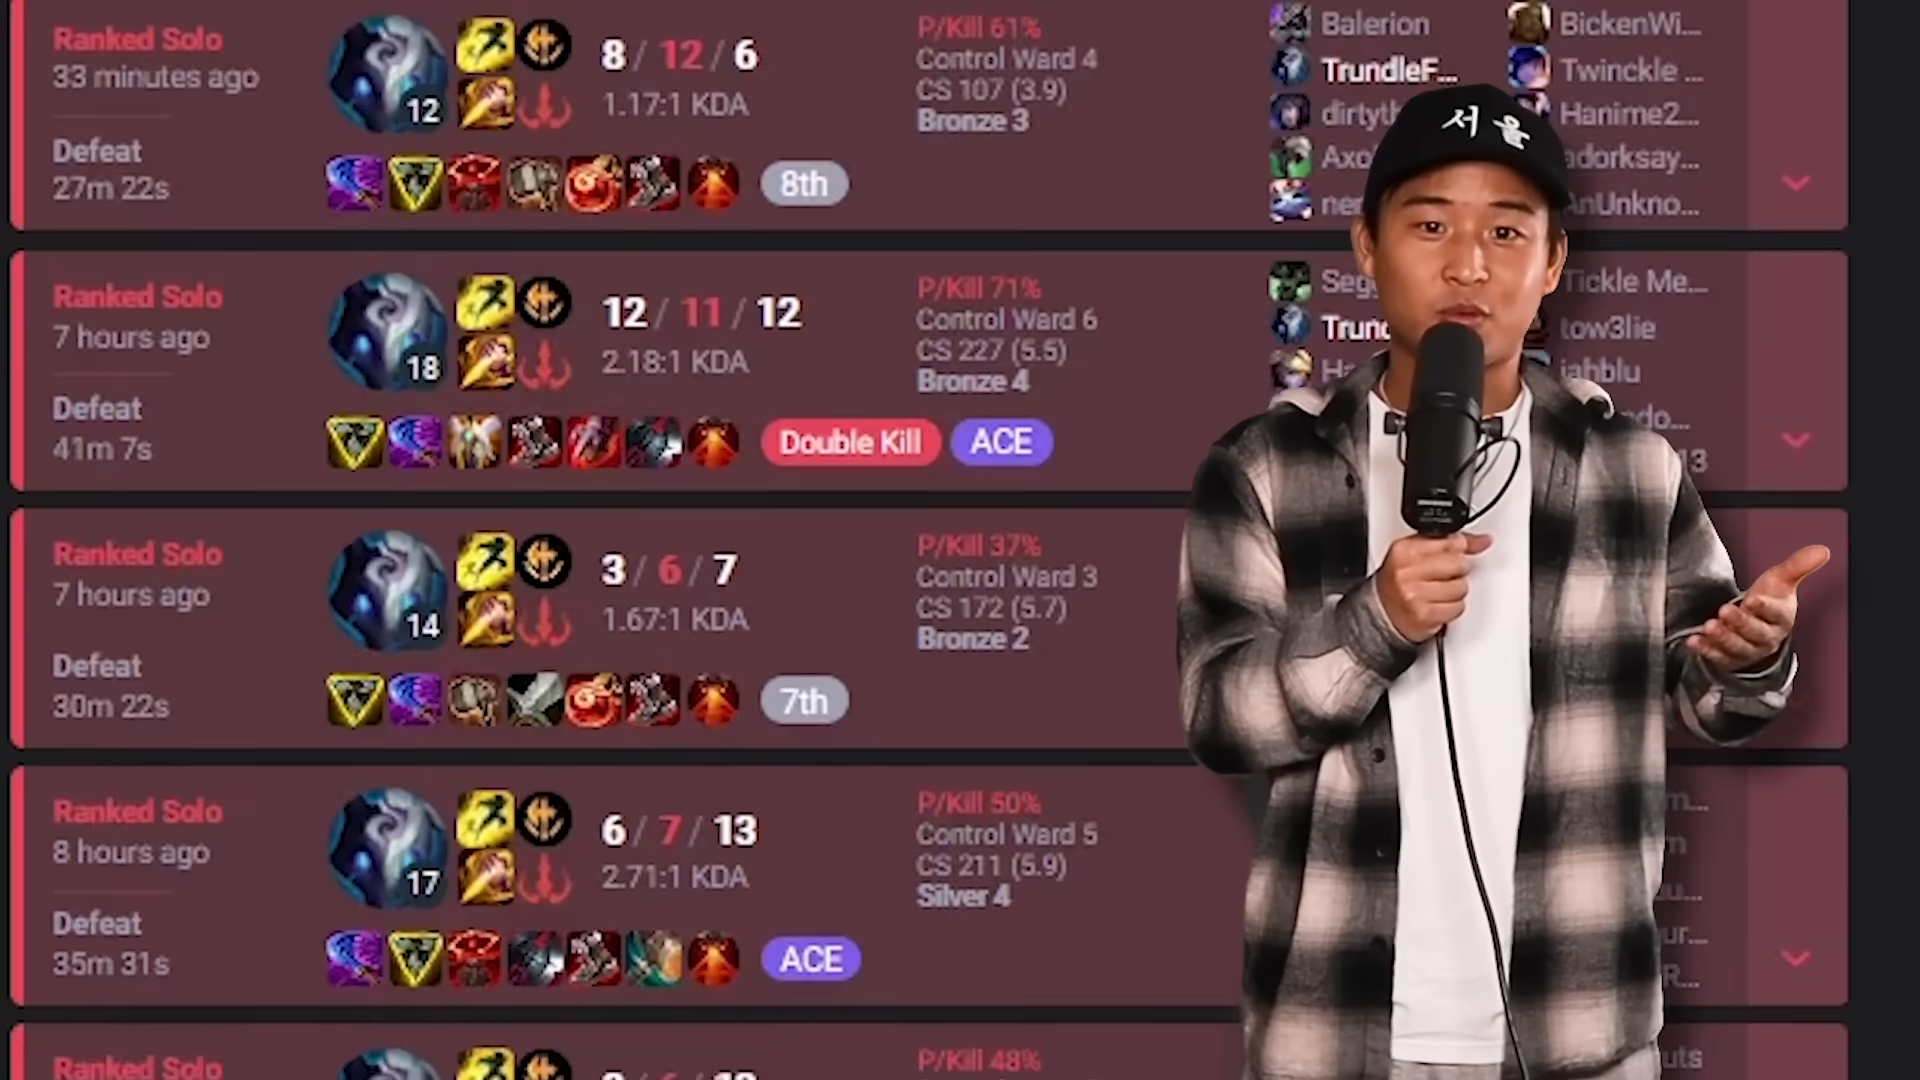 Ranked Solo
33 minutes ago
Defeat
27m 22s
12
8 / 12 / 6
1.17:1 KDA
8th
P/Kill 61%
Control Ward 4
CS 107 (3.9)
Bronze 3
Balerion
TrundleF...
BickenWi...
Twinckle ...
Hanime2...
adorksay...
AnUnkno...
서울
Ranked Solo
7 hours ago
Defeat
41m 7s
18
12 / 11 / 12
2.18:1 KDA
Double Kill
ACE
P/Kill 71%
Control Ward 6
CS 227 (5.5)
Bronze 4
Tickle Me...
tow3lie
iahblu
Ranked Solo
7 hours ago
Defeat
30m 22s
14
3 / 6 / 7
1.67:1 KDA
7th
P/Kill 37%
Control Ward 3
CS 172 (5.7)
Bronze 2
Ranked Solo
8 hours ago
Defeat
35m 31s
17
6 / 7 / 13
2.71:1 KDA
ACE
P/Kill 50%
Control Ward 5
CS 211 (5.9)
Silver 4
Ranked Solo
P/Kill 48%